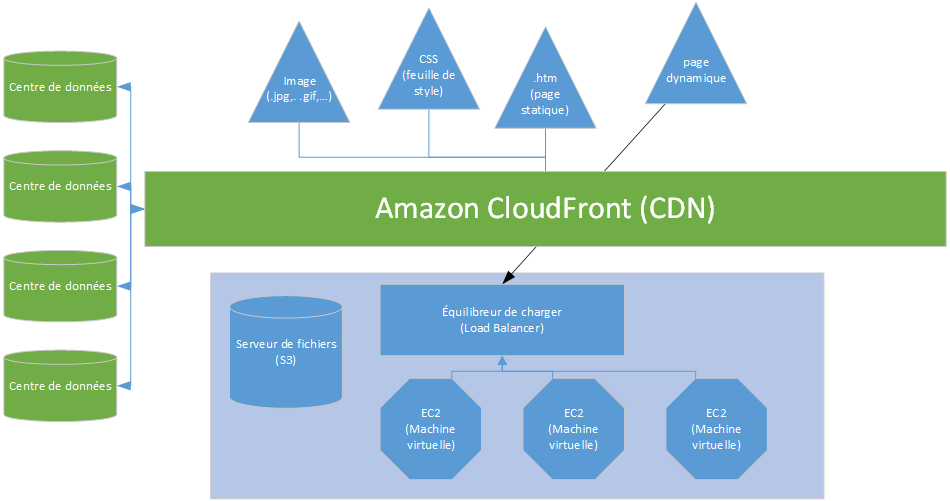 Centre de données
Centre de données
Centre de données
Centre de données
Image
(.jpg,. .gif,...)
CSS
(feuille de
style)
.htm
(page
statique)
page
dynamique
Amazon CloudFront (CDN)
Serveur de fichiers
(S3)
Équilibreur de charger
(Load Balancer)
EC2
(Machine
virtuelle)
EC2
(Machine
virtuelle)
EC2
(Machine
virtuelle)